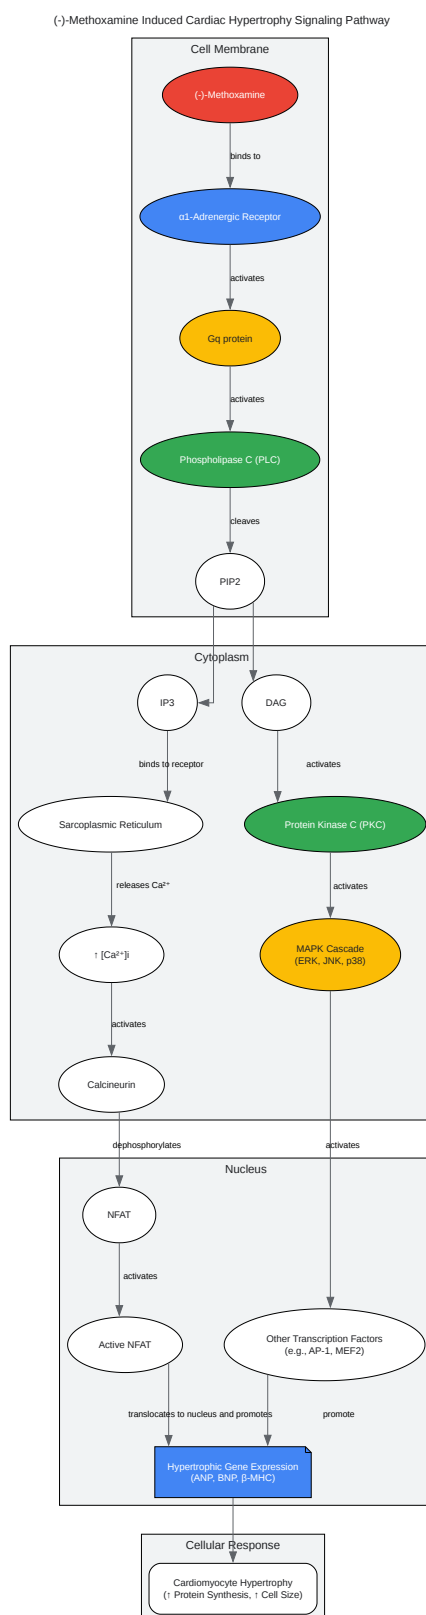 (-)-Methoxamine Induced Cardiac Hypertrophy Signaling Pathway
Cell Membrane
(-)-Methoxamine
binds to
α1-Adrenergic Receptor
activates
Gq protein
activates
Phospholipase C (PLC)
cleaves
PIP2
Cytoplasm
IP3
DAG
binds to receptor
activates
Sarcoplasmic Reticulum
Protein Kinase C (PKC)
releases Ca²⁺
activates
↑ [Ca²⁺]i
MAPK Cascade
(ERK, JNK, p38)
activates
Calcineurin
dephosphorylates
activates
Nucleus
NFAT
activates
Active NFAT
Other Transcription Factors
(e.g., AP-1, MEF2)
translocates to nucleus and promotes
promote
Hypertrophic Gene Expression
(ANP, BNP, β-MHC)
Cellular Response
Cardiomyocyte Hypertrophy
(↑ Protein Synthesis, ↑ Cell Size)